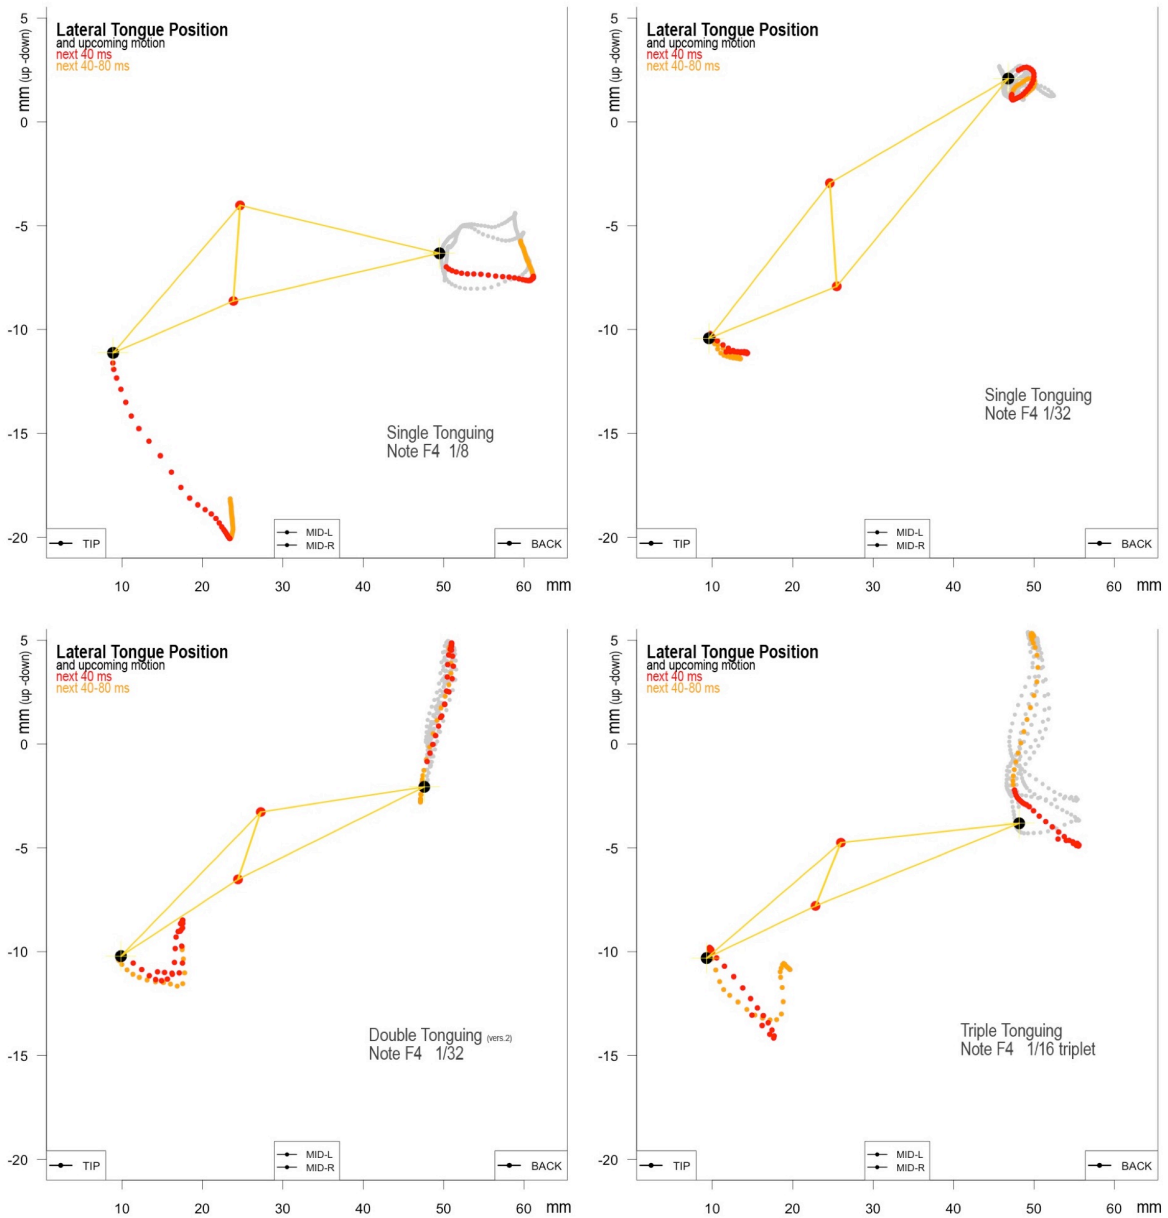 Lateral Tongue Position
and upcoming motion
next 40 ms
next 40-80 ms
mm (up -down)
5
0
-5
-10
-15
-20
Single Tonguing
Note F4 1/8
TIP
MID-L
MID-R
BACK
10 20 30 40 50 60 mm
Lateral Tongue Position
and upcoming motion
next 40 ms
next 40-80 ms
mm (up -down)
5
0
-5
-10
-15
-20
Single Tonguing
Note F4 1/32
TIP
MID-L
MID-R
BACK
10 20 30 40 50 60 mm
Lateral Tongue Position
and upcoming motion
next 40 ms
next 40-80 ms
mm (up -down)
5
0
-5
-10
-15
-20
Double Tonguing (vers.2)
Note F4 1/32
TIP
MID-L
MID-R
BACK
10 20 30 40 50 60 mm
Lateral Tongue Position
and upcoming motion
next 40 ms
next 40-80 ms
mm (up -down)
5
0
-5
-10
-15
-20
Triple Tonguing
Note F4 1/16 triplet
TIP
MID-L
MID-R
BACK
10 20 30 40 50 60 mm